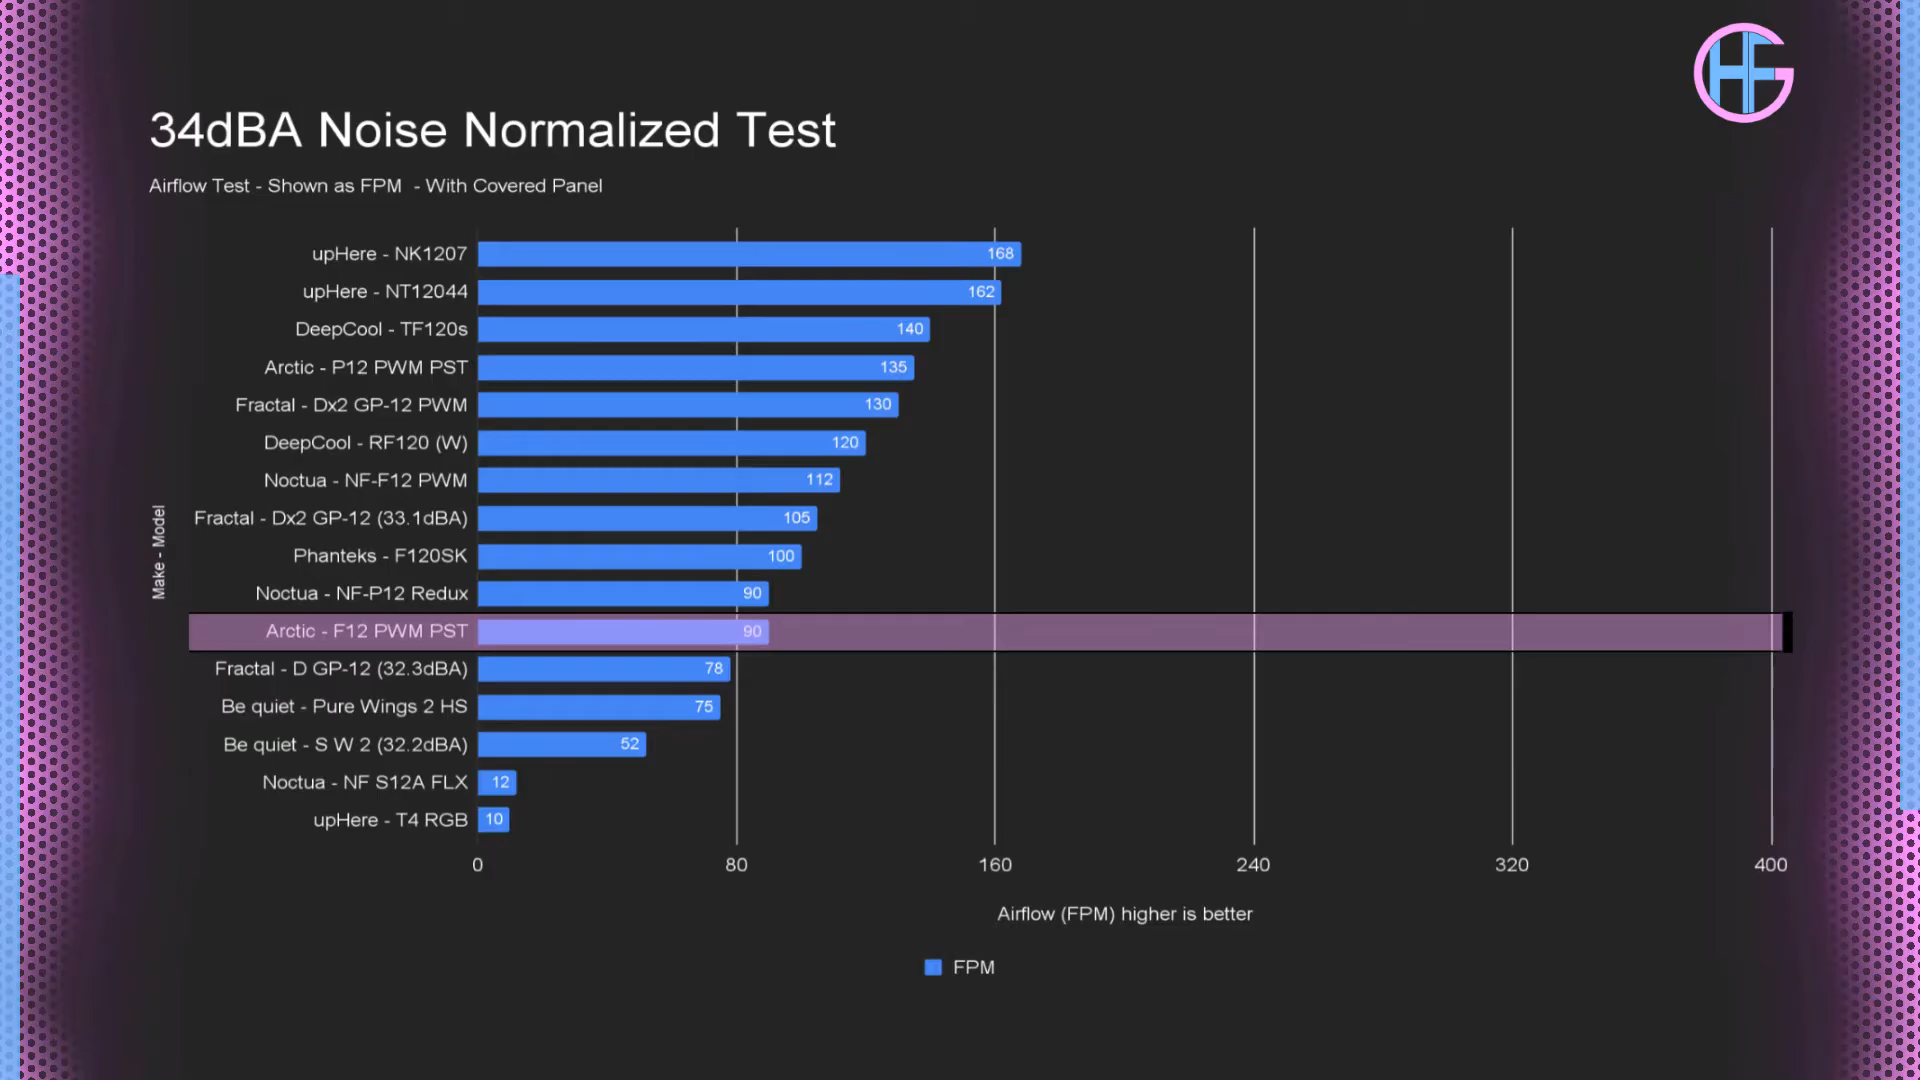 HFG
34dBA Noise Normalized Test
Airflow Test - Shown as FPM - With Covered Panel
Make - Model
upHere - NK1207 168
upHere - NT12044 162
DeepCool - TF120s 140
Arctic - P12 PWM PST 135
Fractal - Dx2 GP-12 PWM 130
DeepCool - RF120 (W) 120
Noctua - NF-F12 PWM 112
Fractal - Dx2 GP-12 (33.1dBA) 105
Phanteks - F120SK 100
Noctua - NF-P12 Redux 90
Arctic - F12 PWM PST 90
Fractal - D GP-12 (32.3dBA) 78
Be quiet - Pure Wings 2 HS 75
Be quiet - S W 2 (32.2dBA) 52
Noctua - NF S12A FLX 12
upHere - T4 RGB 10
0 80 160 240 320 400
Airflow (FPM) higher is better
FPM